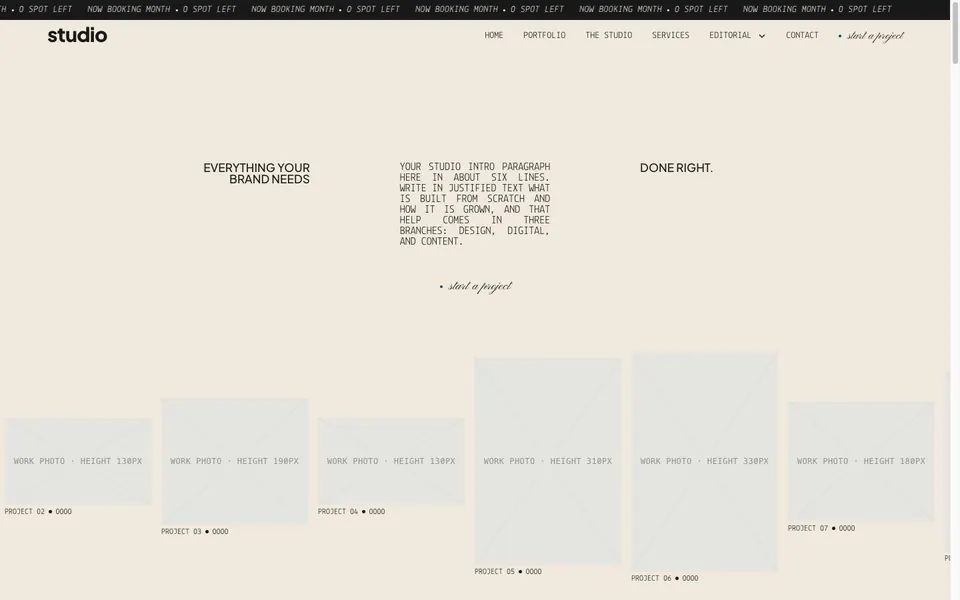 NOW BOOKING MONTH • 0 SPOT LEFT NOW BOOKING MONTH • 0 SPOT LEFT NOW BOOKING MONTH • 0 SPOT LEFT NOW BOOKING MONTH • 0 SPOT LEFT NOW BOOKING MONTH • 0 SPOT LEFT
studio
HOME PORTFOLIO THE STUDIO SERVICES EDITORIAL CONTACT • start a project
EVERYTHING YOUR
BRAND NEEDS
YOUR STUDIO INTRO PARAGRAPH
HERE IN ABOUT SIX LINES.
WRITE IN JUSTIFIED TEXT WHAT
IS BUILT FROM SCRATCH AND
HOW IT IS GROWN, AND THAT
HELP COMES IN THREE
BRANCHES: DESIGN, DIGITAL,
AND CONTENT.
DONE RIGHT.
• start a project
WORK PHOTO · HEIGHT 130PX
PROJECT 02 ● 0000
WORK PHOTO · HEIGHT 190PX
PROJECT 03 ● 0000
WORK PHOTO · HEIGHT 130PX
PROJECT 04 ● 0000
WORK PHOTO · HEIGHT 310PX
PROJECT 05 ● 0000
WORK PHOTO · HEIGHT 330PX
PROJECT 06 ● 0000
WORK PHOTO · HEIGHT 180PX
PROJECT 07 ● 0000